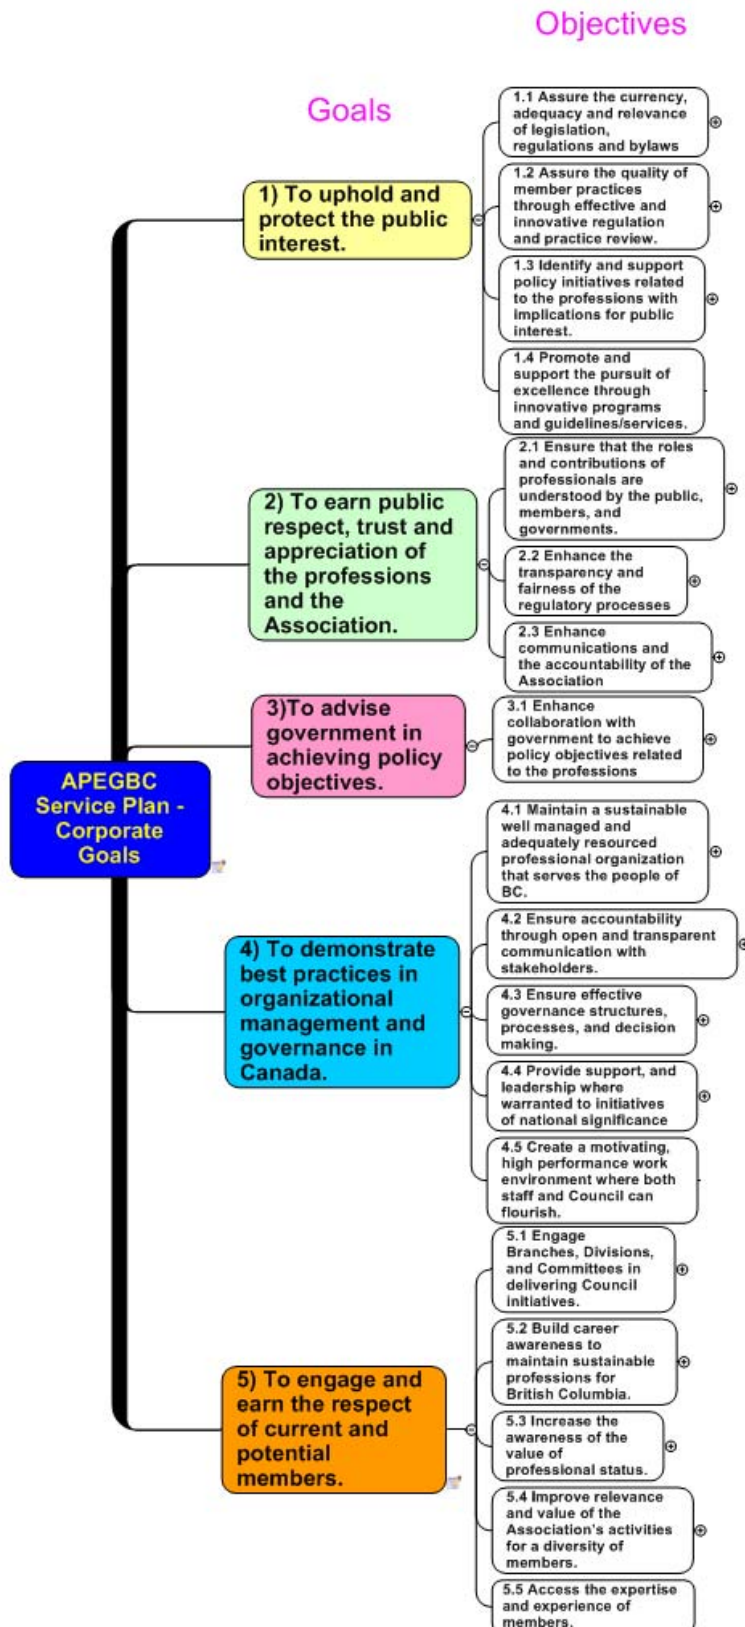 Objectives
Goals
APEGBC
Service Plan -
Corporate
Goals
1) To uphold and
protect the public
interest.
1.1 Assure the currency,
adequacy and relevance
of legislation,
regulations and bylaws
1.2 Assure the quality of
member practices
through effective and
innovative regulation
and practice review.
1.3 Identify and support
policy initiatives related
to the professions with
implications for public
interest.
1.4 Promote and
support the pursuit of
excellence through
innovative programs
and guidelines/services.
2) To earn public
respect, trust and
appreciation of
the professions
and the
Association.
2.1 Ensure that the roles
and contributions of
professionals are
understood by the public,
members, and
governments.
2.2 Enhance the
transparency and
fairness of the
regulatory processes
2.3 Enhance
communications and
the accountability of the
Association
3)To advise
government in
achieving policy
objectives.
3.1 Enhance
collaboration with
government to achieve
policy objectives related
to the professions
4) To demonstrate
best practices in
organizational
management and
governance in
Canada.
4.1 Maintain a sustainable
well managed and
adequately resourced
professional organization
that serves the people of
BC.
4.2 Ensure accountability
through open and transparent
communication with
stakeholders.
4.3 Ensure effective
governance structures,
processes, and decision
making.
4.4 Provide support, and
leadership where
warranted to initiatives
of national significance
4.5 Create a motivating,
high performance work
environment where both
staff and Council can
flourish.
5) To engage and
earn the respect
of current and
potential
members.
5.1 Engage
Branches, Divisions,
and Committees in
delivering Council
initiatives.
5.2 Build career
awareness to
maintain sustainable
professions for
British Columbia.
5.3 Increase the
awareness of the
value of
professional status.
5.4 Improve relevance
and value of the
Association's activities
for a diversity of
members.
5.5 Access the expertise
and experience of
members.